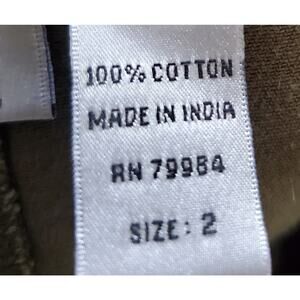 100% COTTON
MADE IN INDIA
RN 79984
SIZE: 2